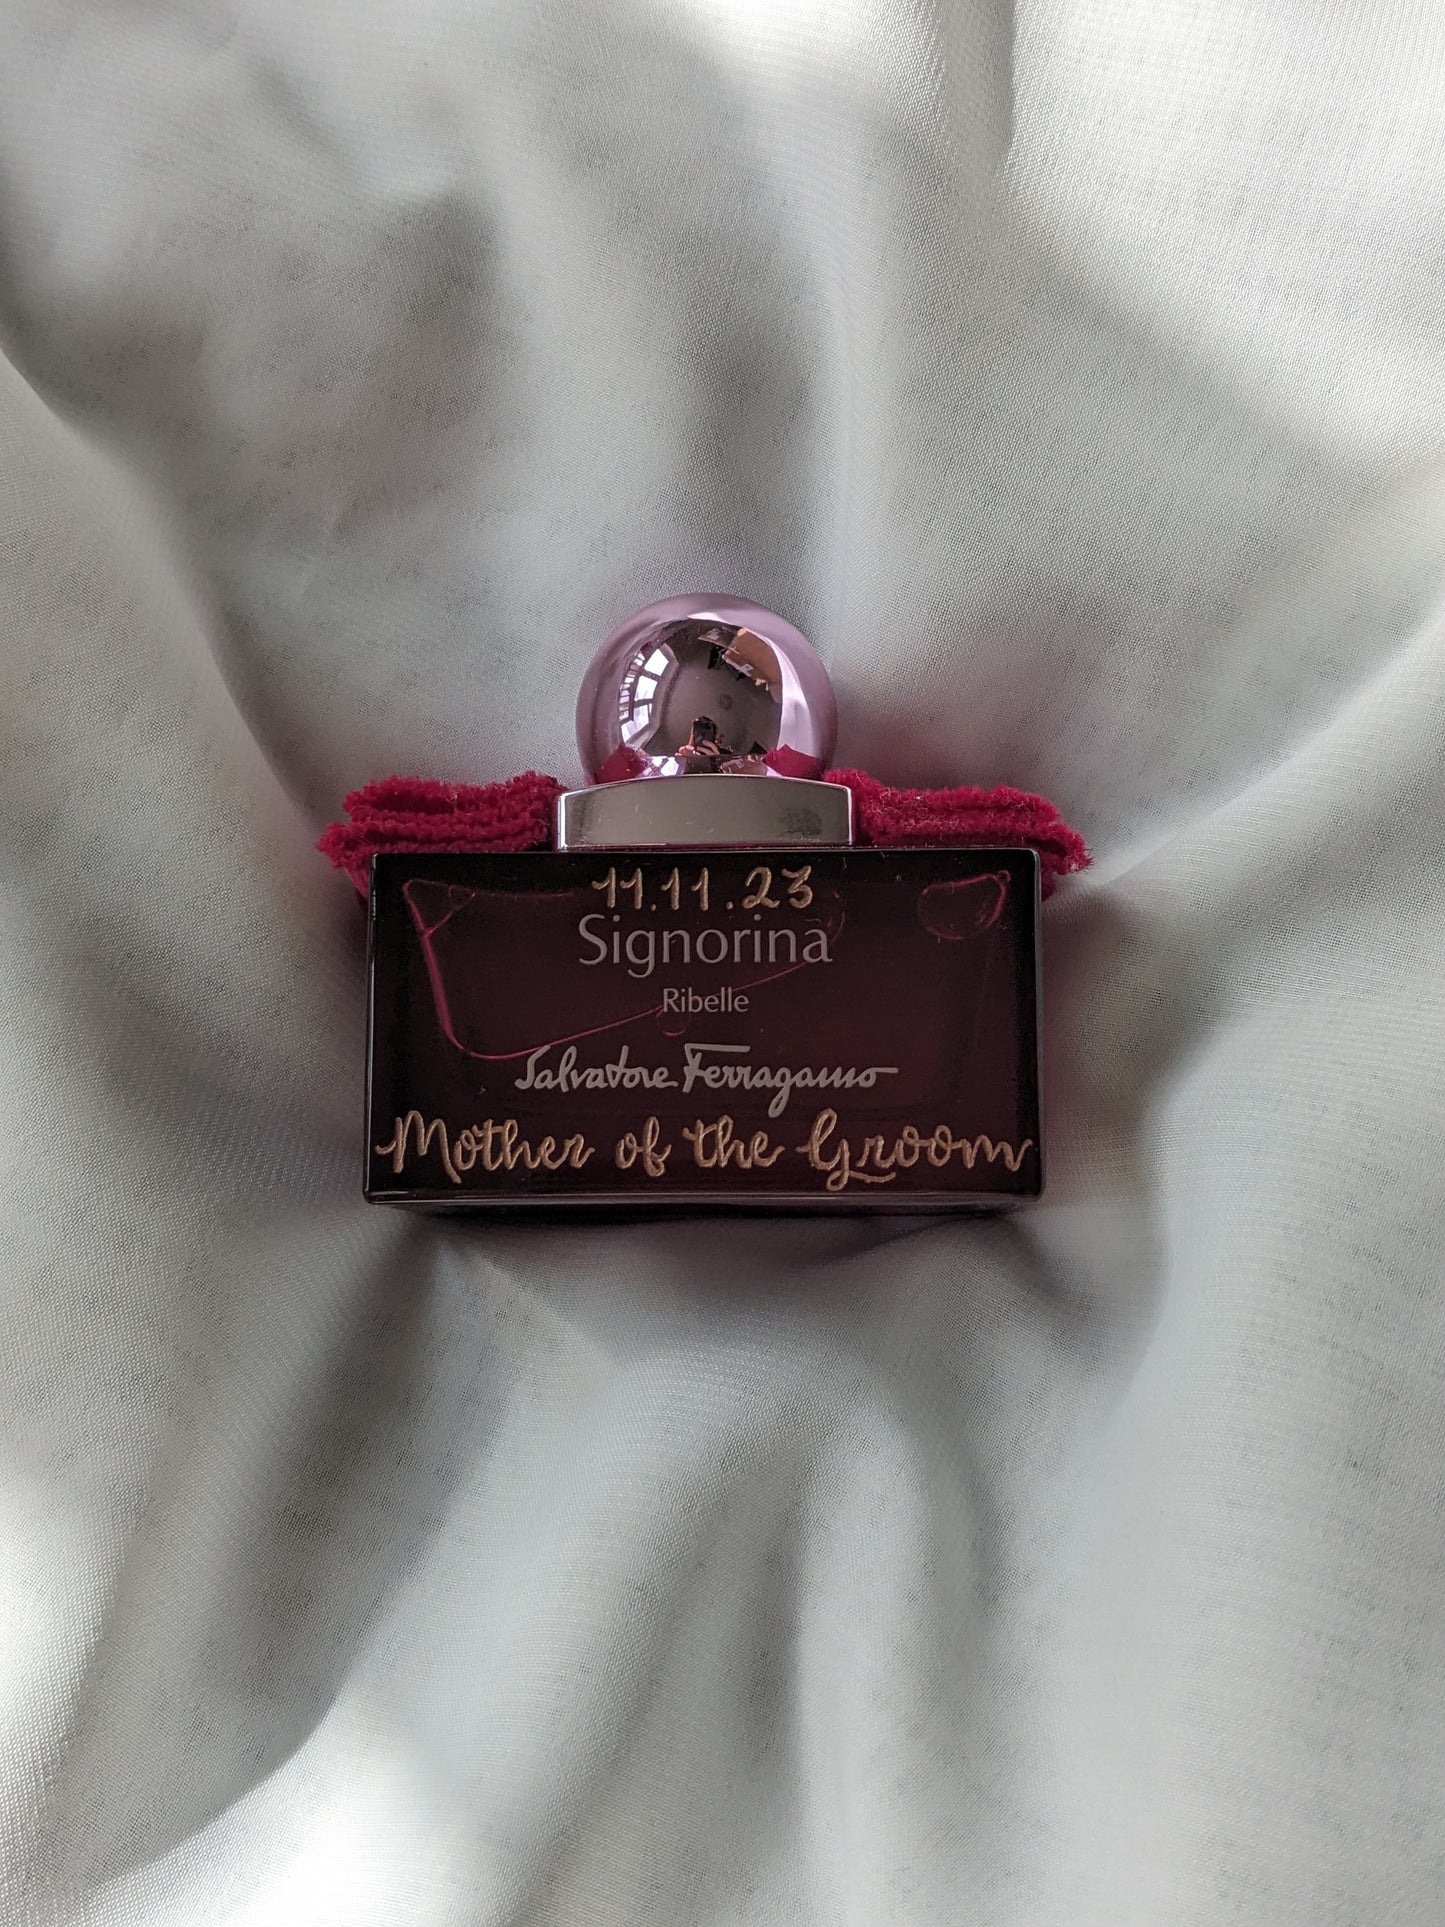 11.11.23
Signorina
Ribelle
Salvatore Ferragamo
Mother of the Groom